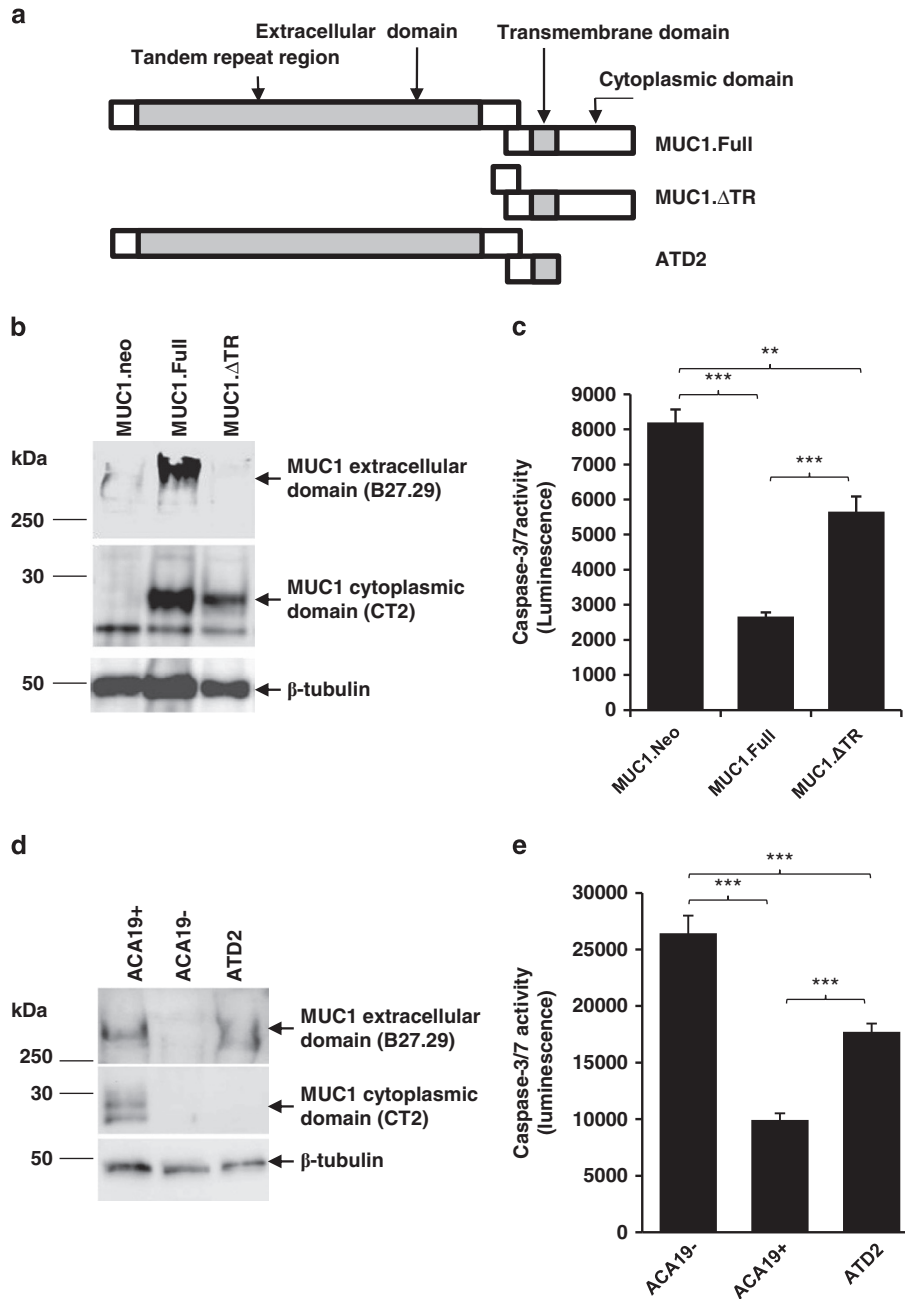 a
Extracellular domain
Transmembrane domain
Tandem repeat region
Cytoplasmic domain
MUC1.Full
MUC1.ΔTR
ATD2
b
MUC1.neo
MUC1.Full
MUC1.ΔTR
kDa
MUC1 extracellular
domain (B27.29)
250
30
MUC1 cytoplasmic
domain (CT2)
50
β-tubulin
c
**
***
***
9000
8000
7000
6000
5000
4000
3000
2000
1000
0
Caspase-3/7activity
(Luminescence)
MUC1.Neo
MUC1.Full
MUC1.ΔTR
d
ACA19+
ACA19-
ATD2
kDa
MUC1 extracellular
domain (B27.29)
250
30
MUC1 cytoplasmic
domain (CT2)
50
β-tubulin
e
***
***
***
30000
25000
20000
15000
10000
5000
0
Caspase-3/7 activity
(luminescence)
ACA19-
ACA19+
ATD2